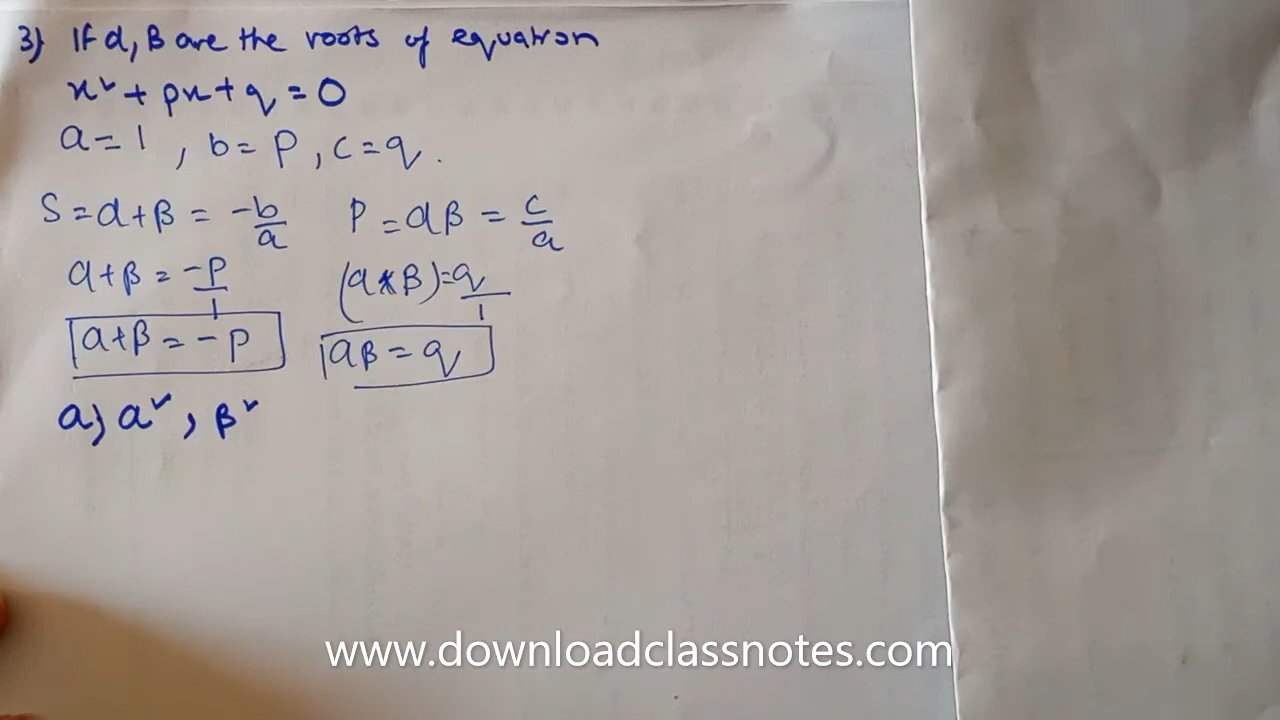 3) If α, β are the roots of equation
x² + px + q = 0
a = 1 , b = p , c = q .
S = α + β = -b/a P = αβ = c/a
α + β = -p/1 (α * β) = q/1
α + β = - p αβ = q
a) α² , β²
www.downloadclassnotes.com